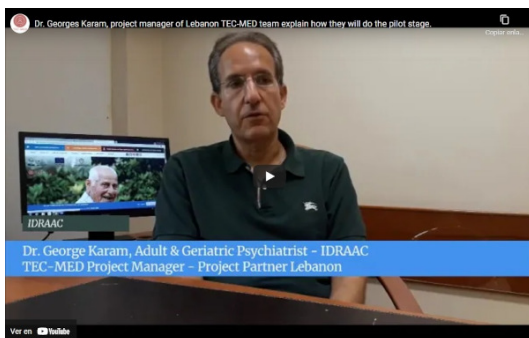 Dr. Georges Karam, project manager of Lebanon TEC-MED team explain how they will do the pilot stage.
Copiar enla...
IDRAAC
Dr. George Karam, Adult & Geriatric Psychiatrist - IDRAAC
TEC-MED Project Manager - Project Partner Lebanon
Ver en YouTube